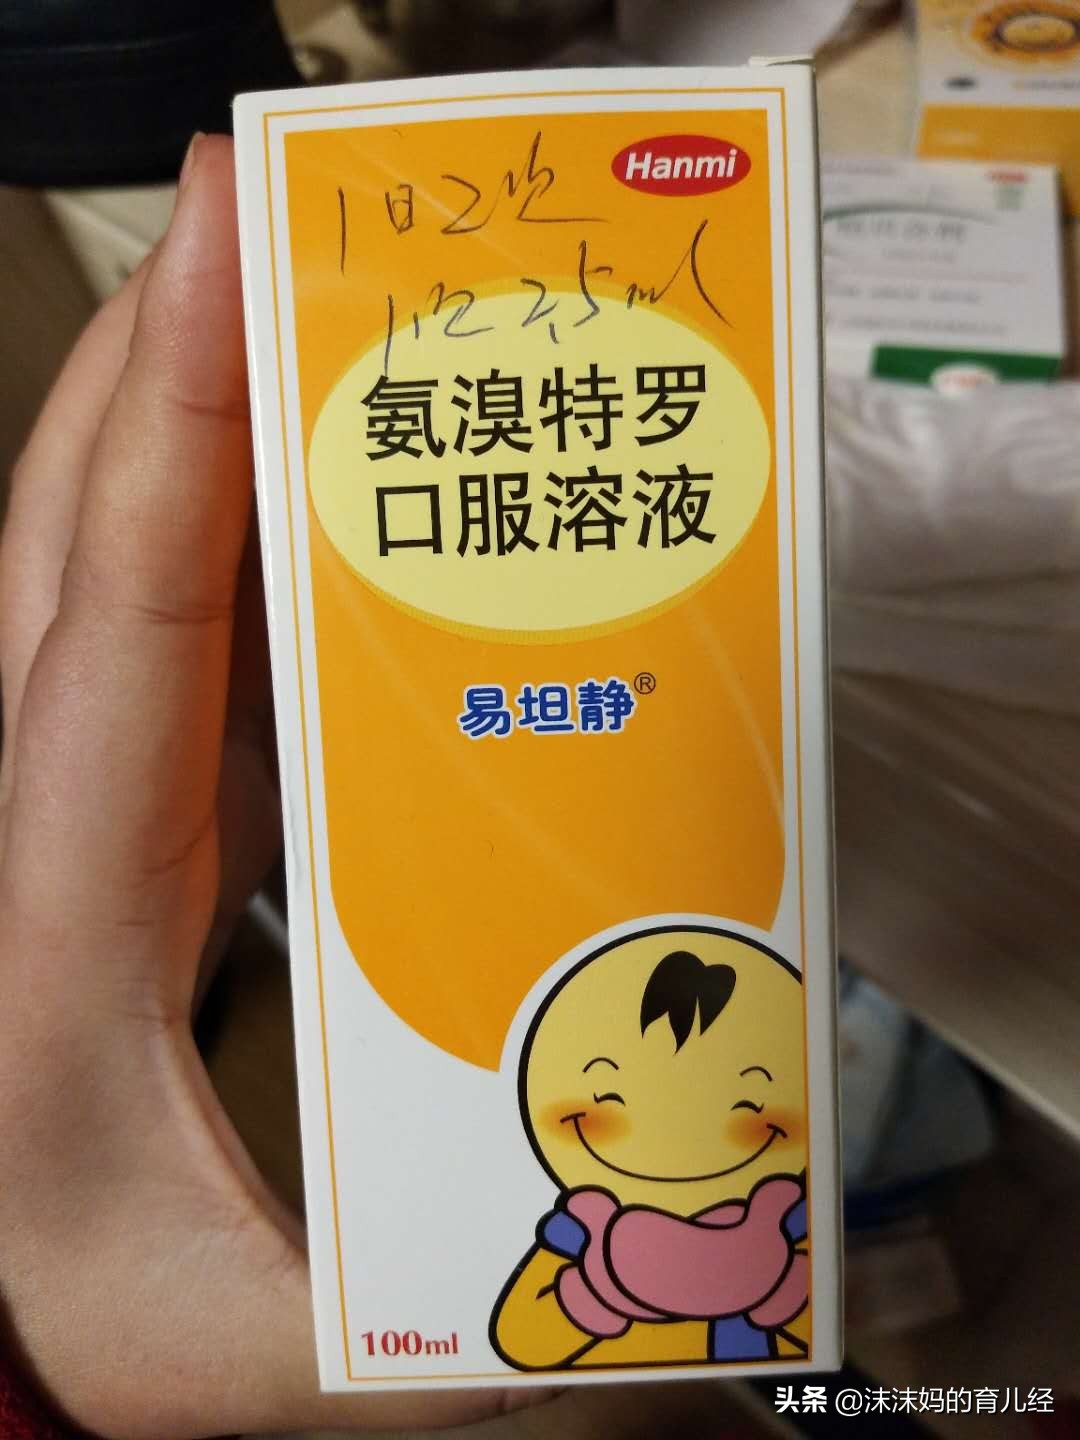 Hanmi
1日2次
1次 2.5ml
氨溴特罗
口服溶液
易坦静®
100ml
头条 @沫沫妈的育儿经